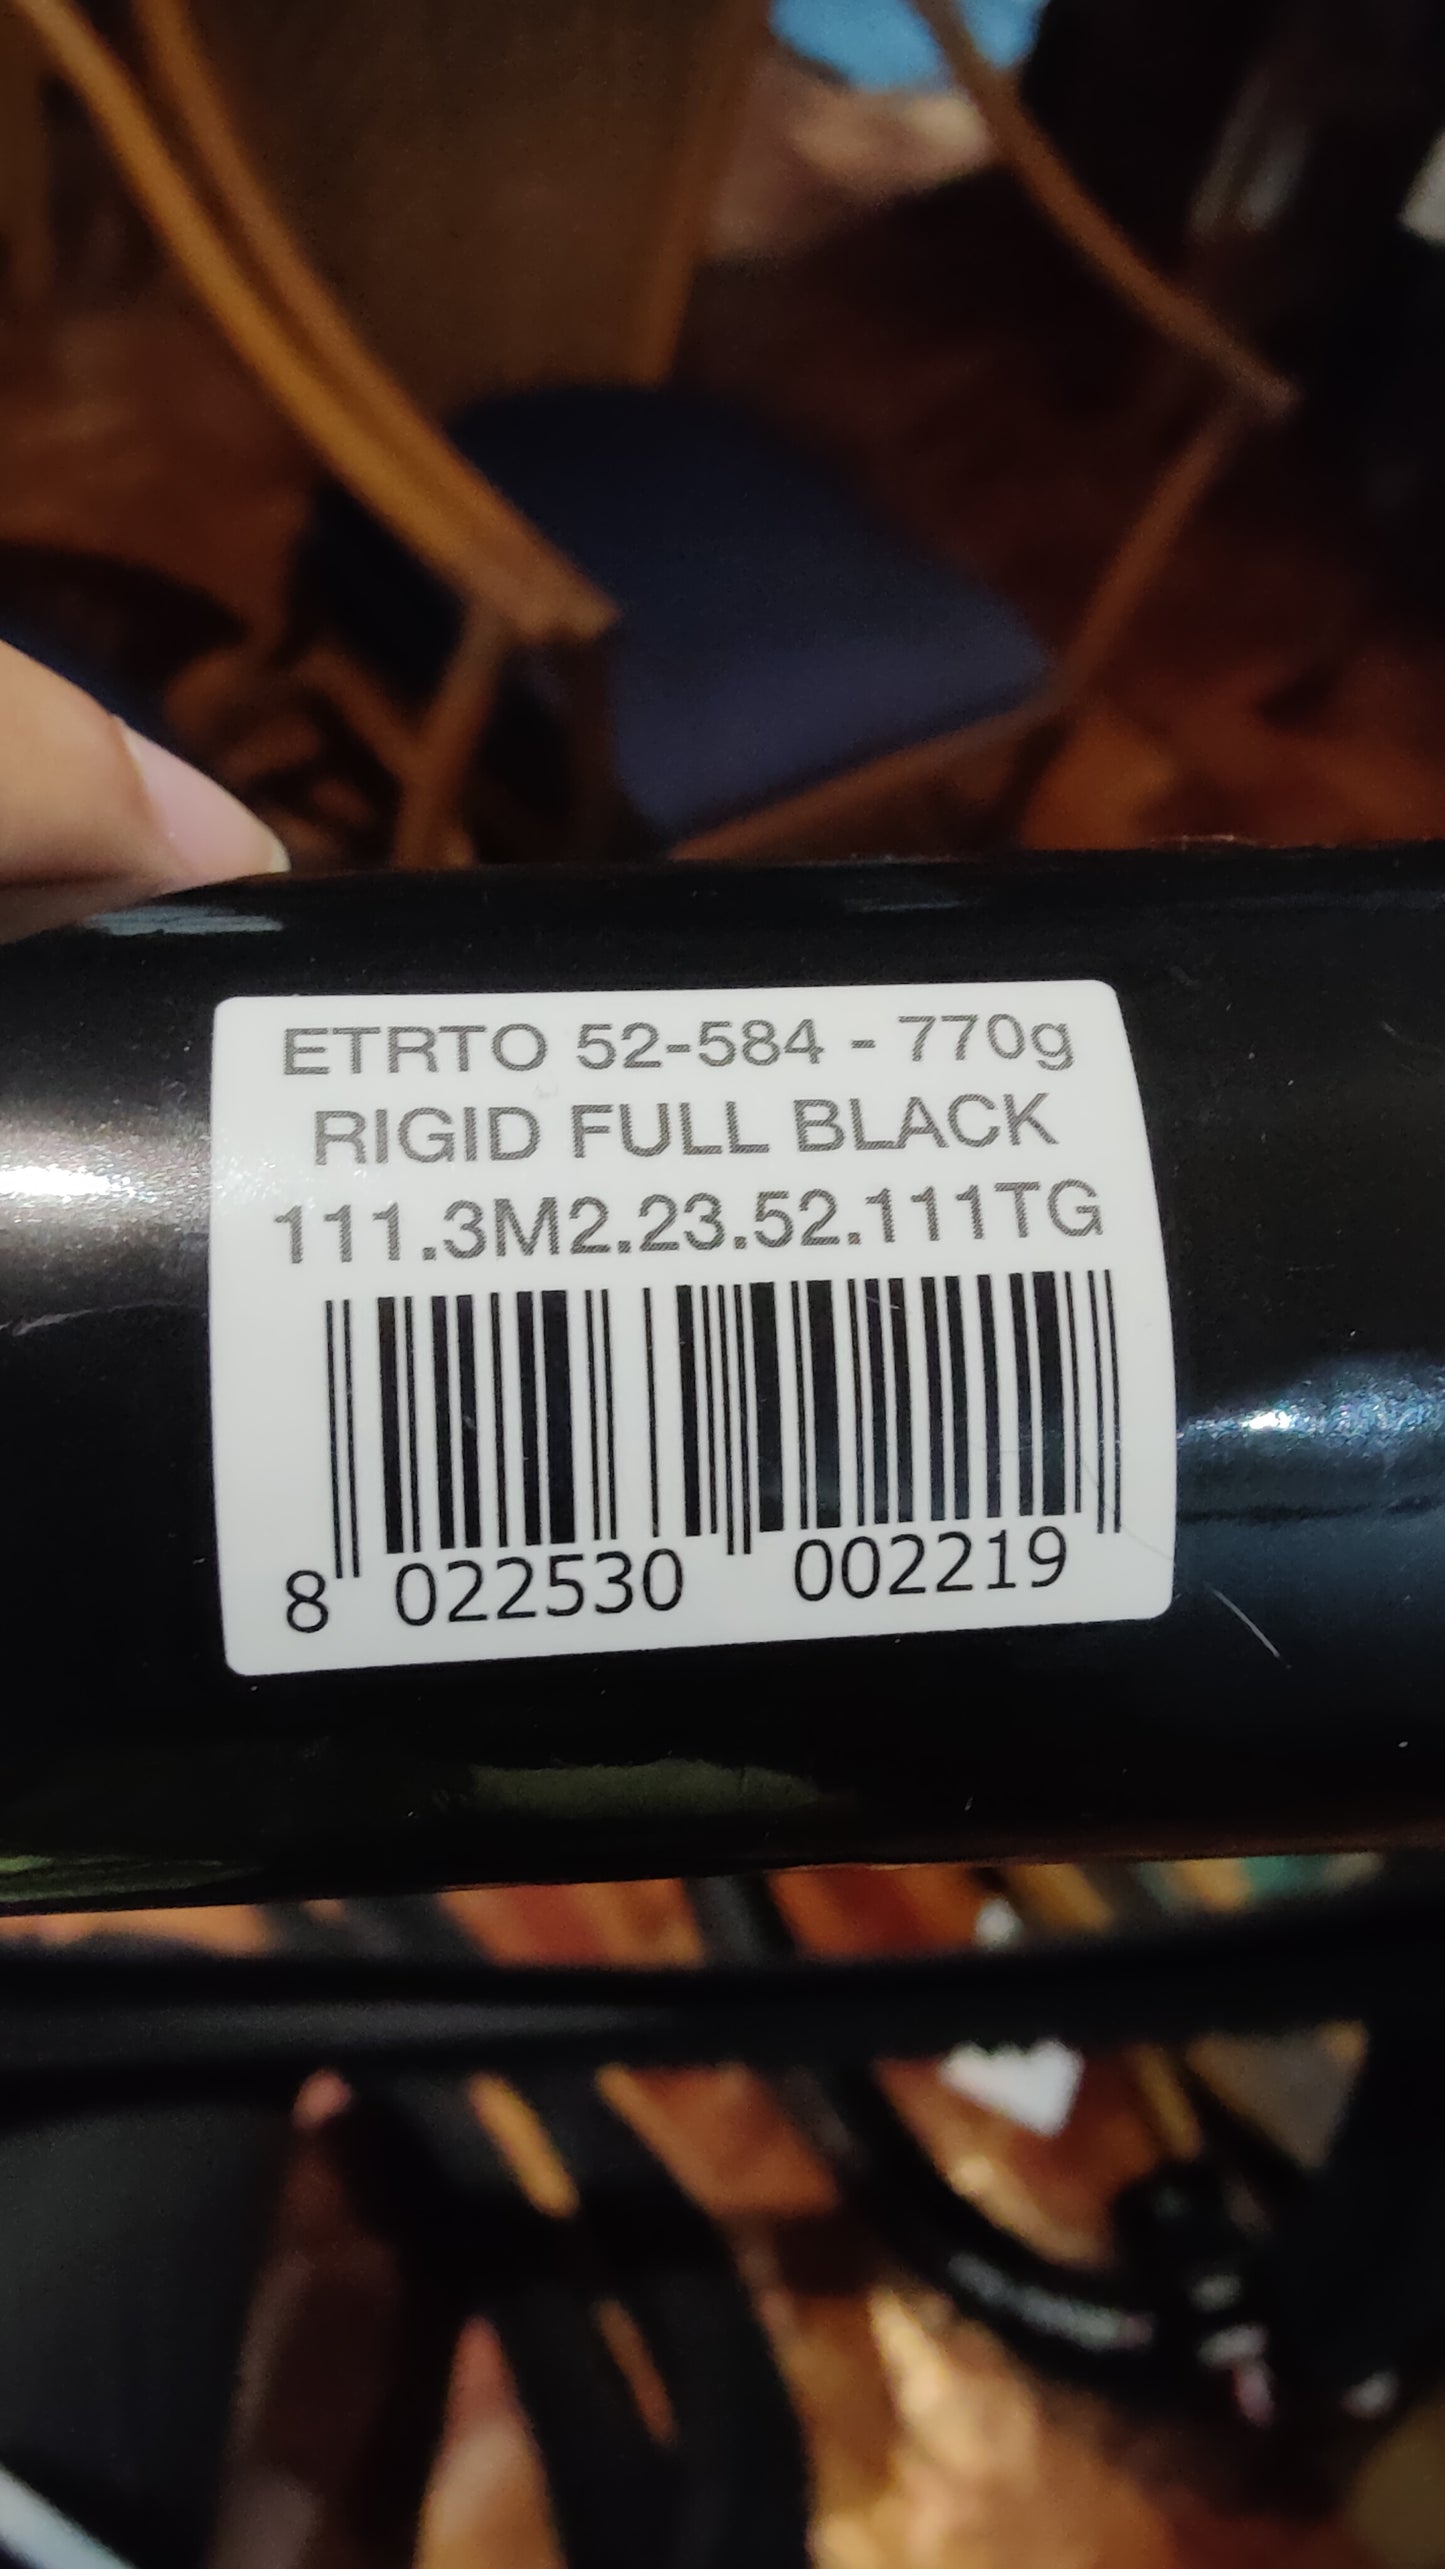 ETRTO 52-584 - 770g
RIGID FULL BLACK
111.3M2.23.52.111TG
8 022530 002219